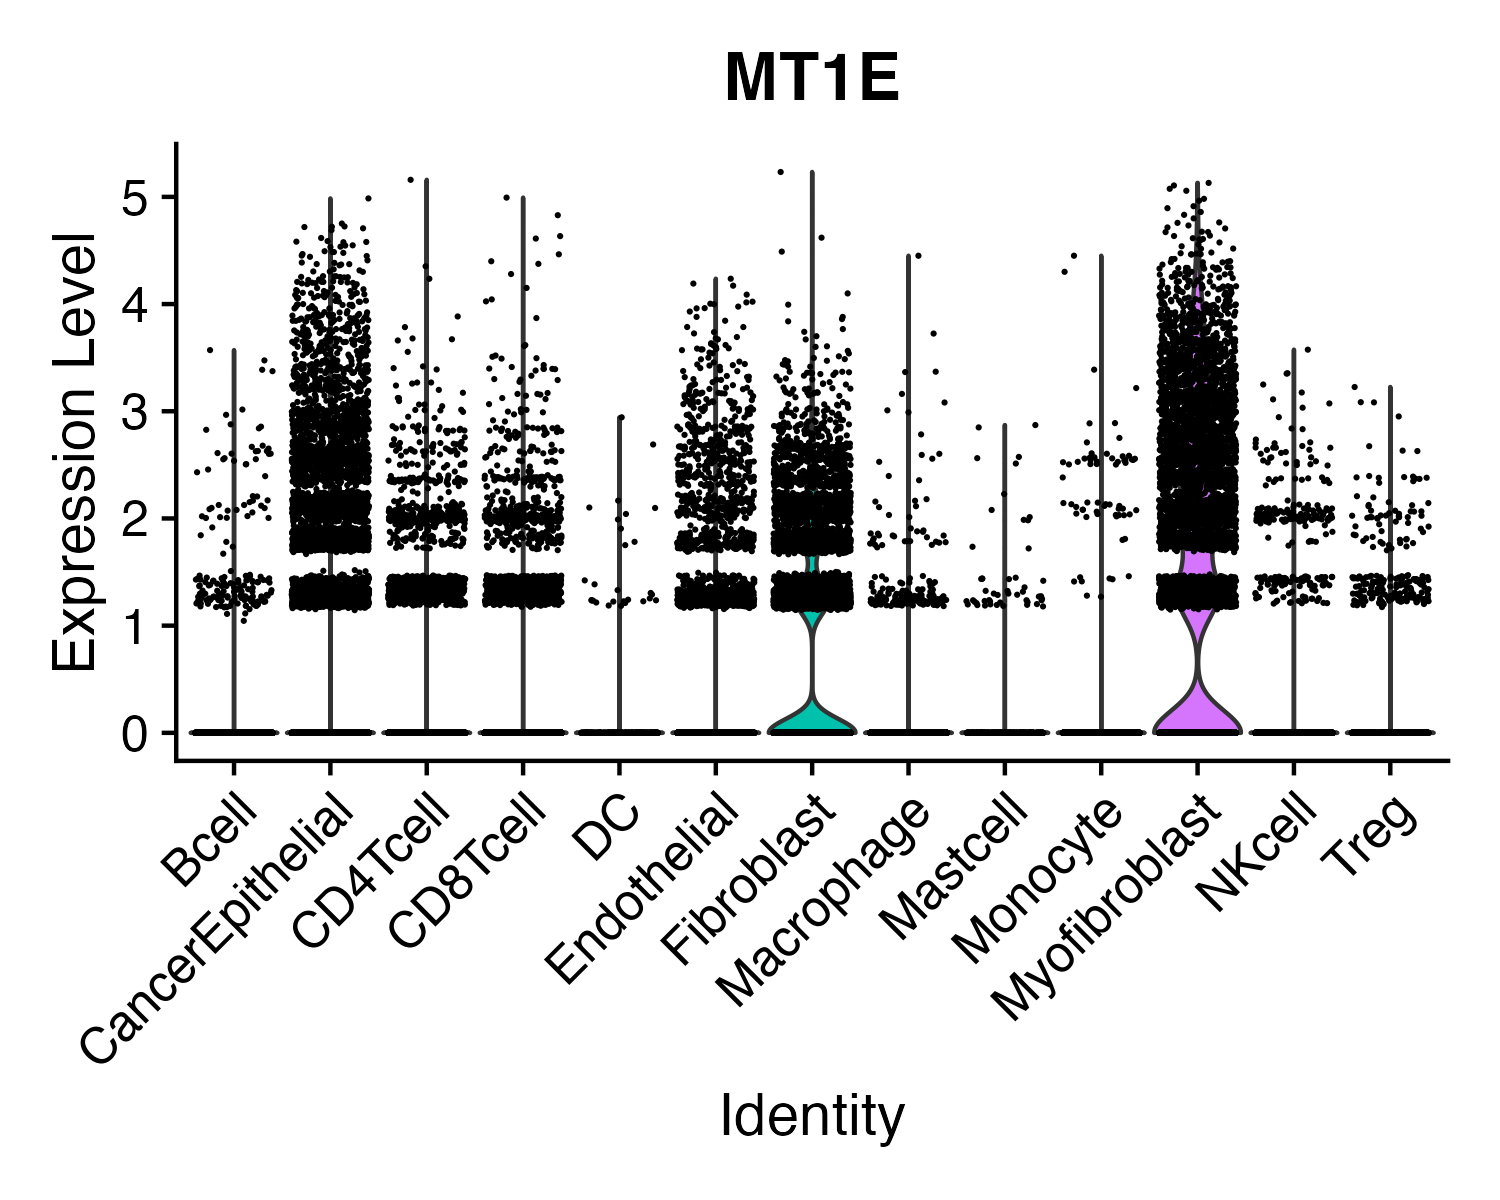 MT1E
Expression Level
5
4
3
2
1
0
Bcell
CancerEpithelial
CD4Tcell
CD8Tcell
DC
Endothelial
Fibroblast
Macrophage
Mastcell
Monocyte
Myofibroblast
NKcell
Treg
Identity